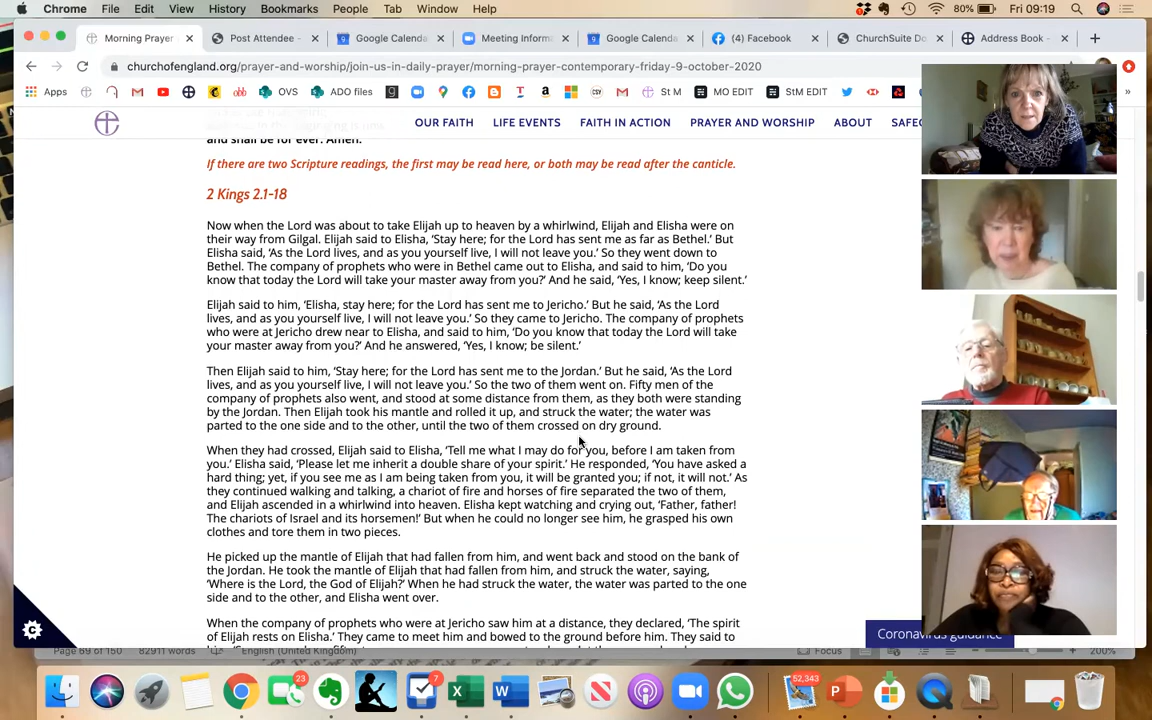 Chrome File Edit View History Bookmarks People Tab Window Help 80% Fri 09:19
Morning Prayer Post Attendee - Google Calenda Meeting Inform Google Calenda (4) Facebook ChurchSuite Do Address Book -
churchofengland.org/prayer-and-worship/join-us-in-daily-prayer/morning-prayer-contemporary-friday-9-october-2020
Apps OVS ADO files St M MO EDIT StM EDIT »
OUR FAITH LIFE EVENTS FAITH IN ACTION PRAYER AND WORSHIP ABOUT SAFEG
and shall be for ever. Amen.
If there are two Scripture readings, the first may be read here, or both may be read after the canticle.
2 Kings 2.1-18
Now when the Lord was about to take Elijah up to heaven by a whirlwind, Elijah and Elisha were on
their way from Gilgal. Elijah said to Elisha, ‘Stay here; for the Lord has sent me as far as Bethel.’ But
Elisha said, ‘As the Lord lives, and as you yourself live, I will not leave you.’ So they went down to
Bethel. The company of prophets who were in Bethel came out to Elisha, and said to him, ‘Do you
know that today the Lord will take your master away from you?’ And he said, ‘Yes, I know; keep silent.’
Elijah said to him, ‘Elisha, stay here; for the Lord has sent me to Jericho.’ But he said, ‘As the Lord
lives, and as you yourself live, I will not leave you.’ So they came to Jericho. The company of prophets
who were at Jericho drew near to Elisha, and said to him, ‘Do you know that today the Lord will take
your master away from you?’ And he answered, ‘Yes, I know; be silent.’
Then Elijah said to him, ‘Stay here; for the Lord has sent me to the Jordan.’ But he said, ‘As the Lord
lives, and as you yourself live, I will not leave you.’ So the two of them went on. Fifty men of the
company of prophets also went, and stood at some distance from them, as they both were standing
by the Jordan. Then Elijah took his mantle and rolled it up, and struck the water; the water was
parted to the one side and to the other, until the two of them crossed on dry ground.
When they had crossed, Elijah said to Elisha, ‘Tell me what I may do for you, before I am taken from
you.’ Elisha said, ‘Please let me inherit a double share of your spirit.’ He responded, ‘You have asked a
hard thing; yet, if you see me as I am being taken from you, it will be granted you; if not, it will not.’ As
they continued walking and talking, a chariot of fire and horses of fire separated the two of them,
and Elijah ascended in a whirlwind into heaven. Elisha kept watching and crying out, ‘Father, father!
The chariots of Israel and its horsemen!’ But when he could no longer see him, he grasped his own
clothes and tore them in two pieces.
He picked up the mantle of Elijah that had fallen from him, and went back and stood on the bank of
the Jordan. He took the mantle of Elijah that had fallen from him, and struck the water, saying,
‘Where is the Lord, the God of Elijah?’ When he had struck the water, the water was parted to the one
side and to the other, and Elisha went over.
When the company of prophets who were at Jericho saw him at a distance, they declared, ‘The spirit
of Elijah rests on Elisha.’ They came to meet him and bowed to the ground before him. They said to
Coronavirus guidance
Page 69 of 150 82911 words English (United Kingdom) Focus 200%
23 7 52,343